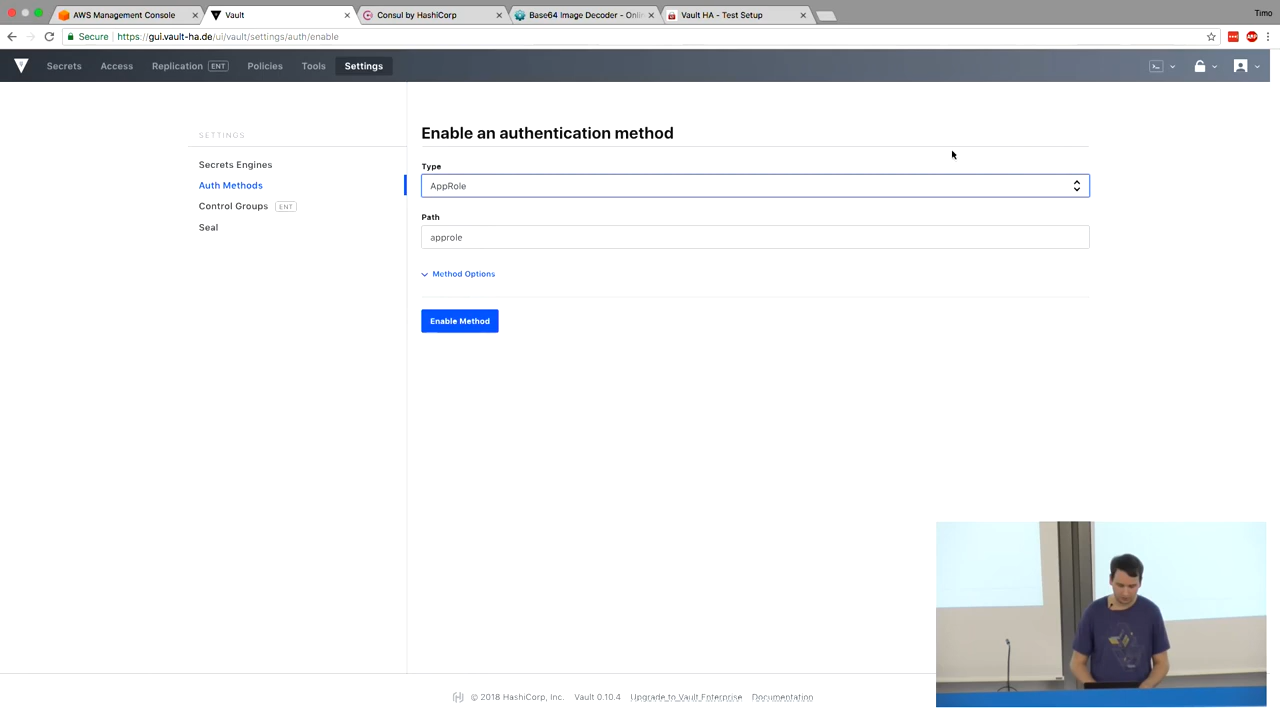 AWS Management Console
Vault
Consul by HashiCorp
Base64 Image Decoder - Onli
Vault HA - Test Setup
Timo
Secure
https://gui.vault-ha.de/ui/vault/settings/auth/enable
ABP
Secrets
Access
Replication ENT
Policies
Tools
Settings
SETTINGS
Secrets Engines
Auth Methods
Control Groups ENT
Seal
Enable an authentication method
Type
AppRole
Path
approle
Method Options
Enable Method
© 2018 HashiCorp, Inc. Vault 0.10.4 Upgrade to Vault Enterprise Documentation